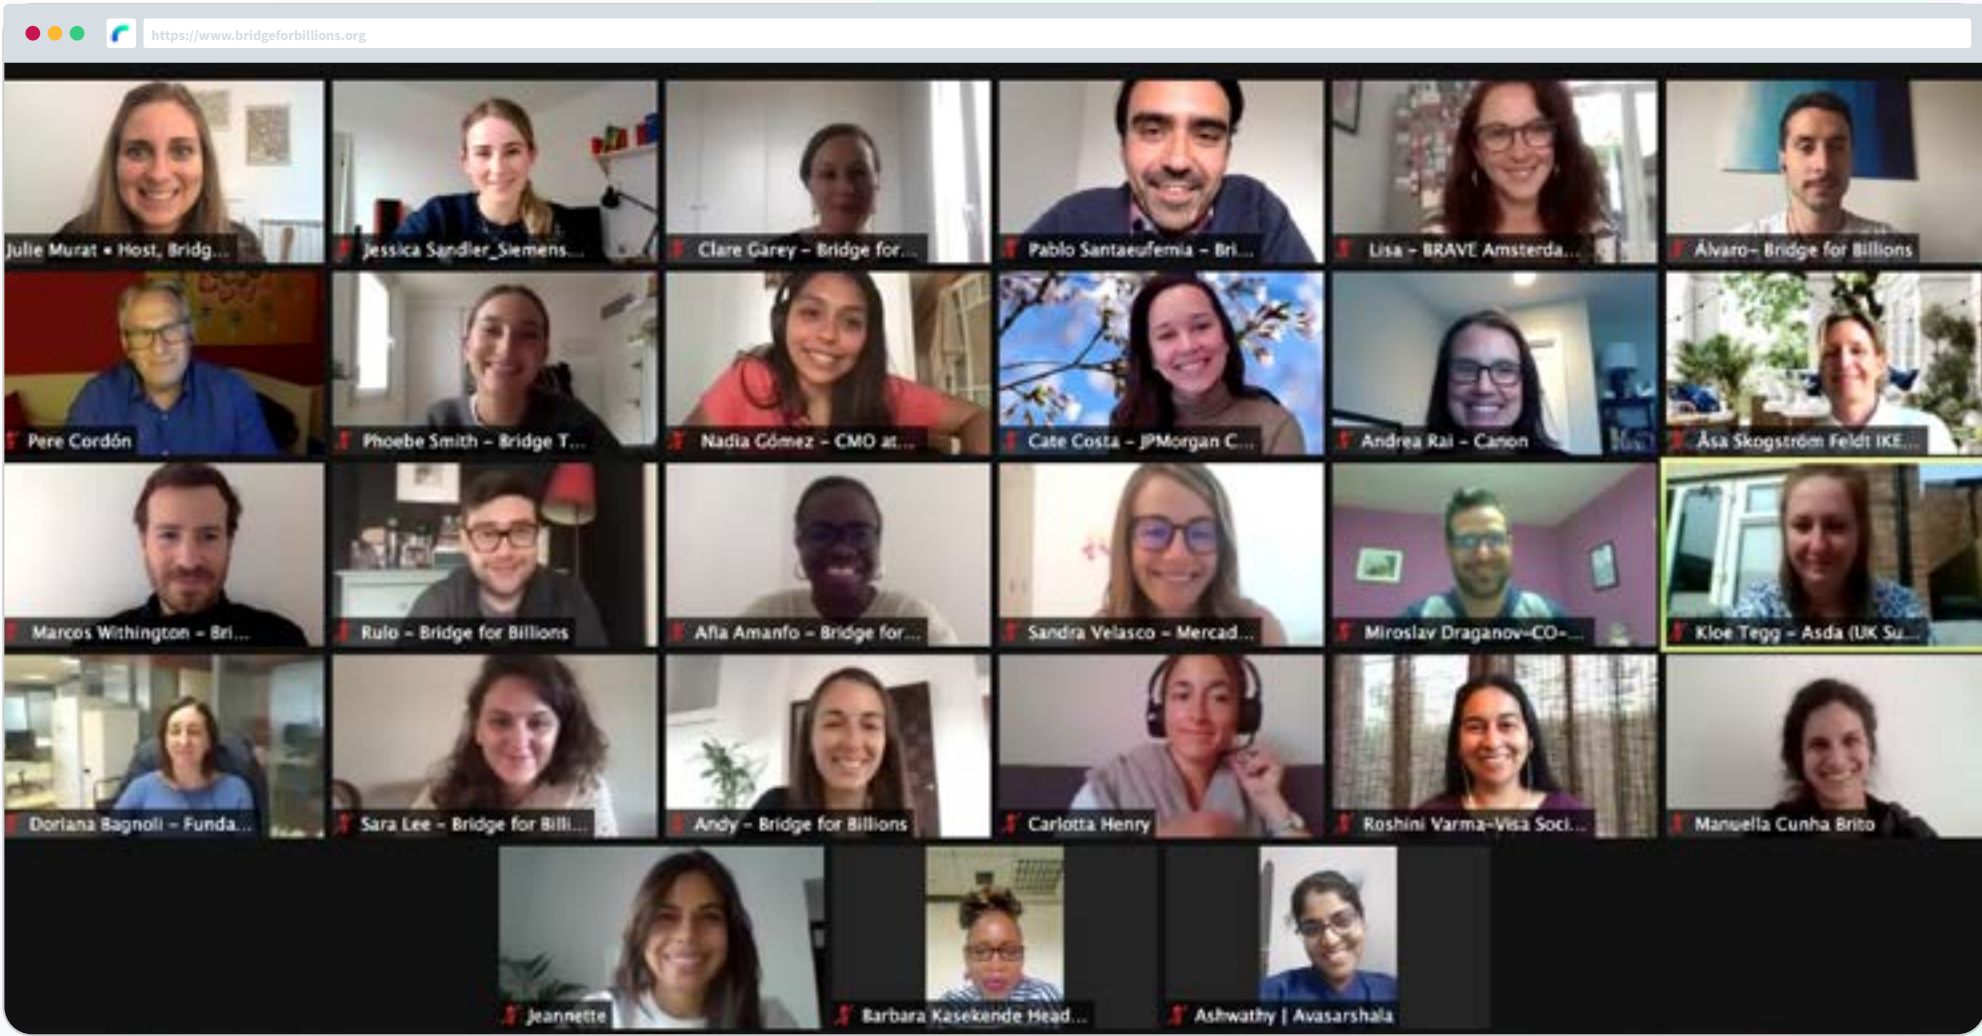 https://www.bridgeforbillions.org
Julie Murat • Host, Bridg...
Jessica Sandler_Siemens...
Clare Garey – Bridge for...
Pablo Santaeufemia – Bri...
Lisa – BRAVE Amsterda...
Álvaro– Bridge for Billions
Pere Cordón
Phoebe Smith – Bridge T...
Nadia Gómez – CMO at...
Cate Costa – JPMorgan C...
Andrea Rai – Canon
Åsa Skogström Feldt IKE...
Marcos Withington – Bri...
Rulo – Bridge for Billions
Afia Amanfo – Bridge for...
Sandra Velasco – Mercad...
Miroslav Draganov–CO–...
Kloe Tegg – Asda (UK Su...
Doriana Bagnoli – Funda...
Sara Lee – Bridge for Billi...
Andy – Bridge for Billions
Carlotta Henry
Roshini Varma–Visa Soci...
Manuella Cunha Brito
Jeannette
Barbara Kasekende Head...
Ashwathy | Avasarshala